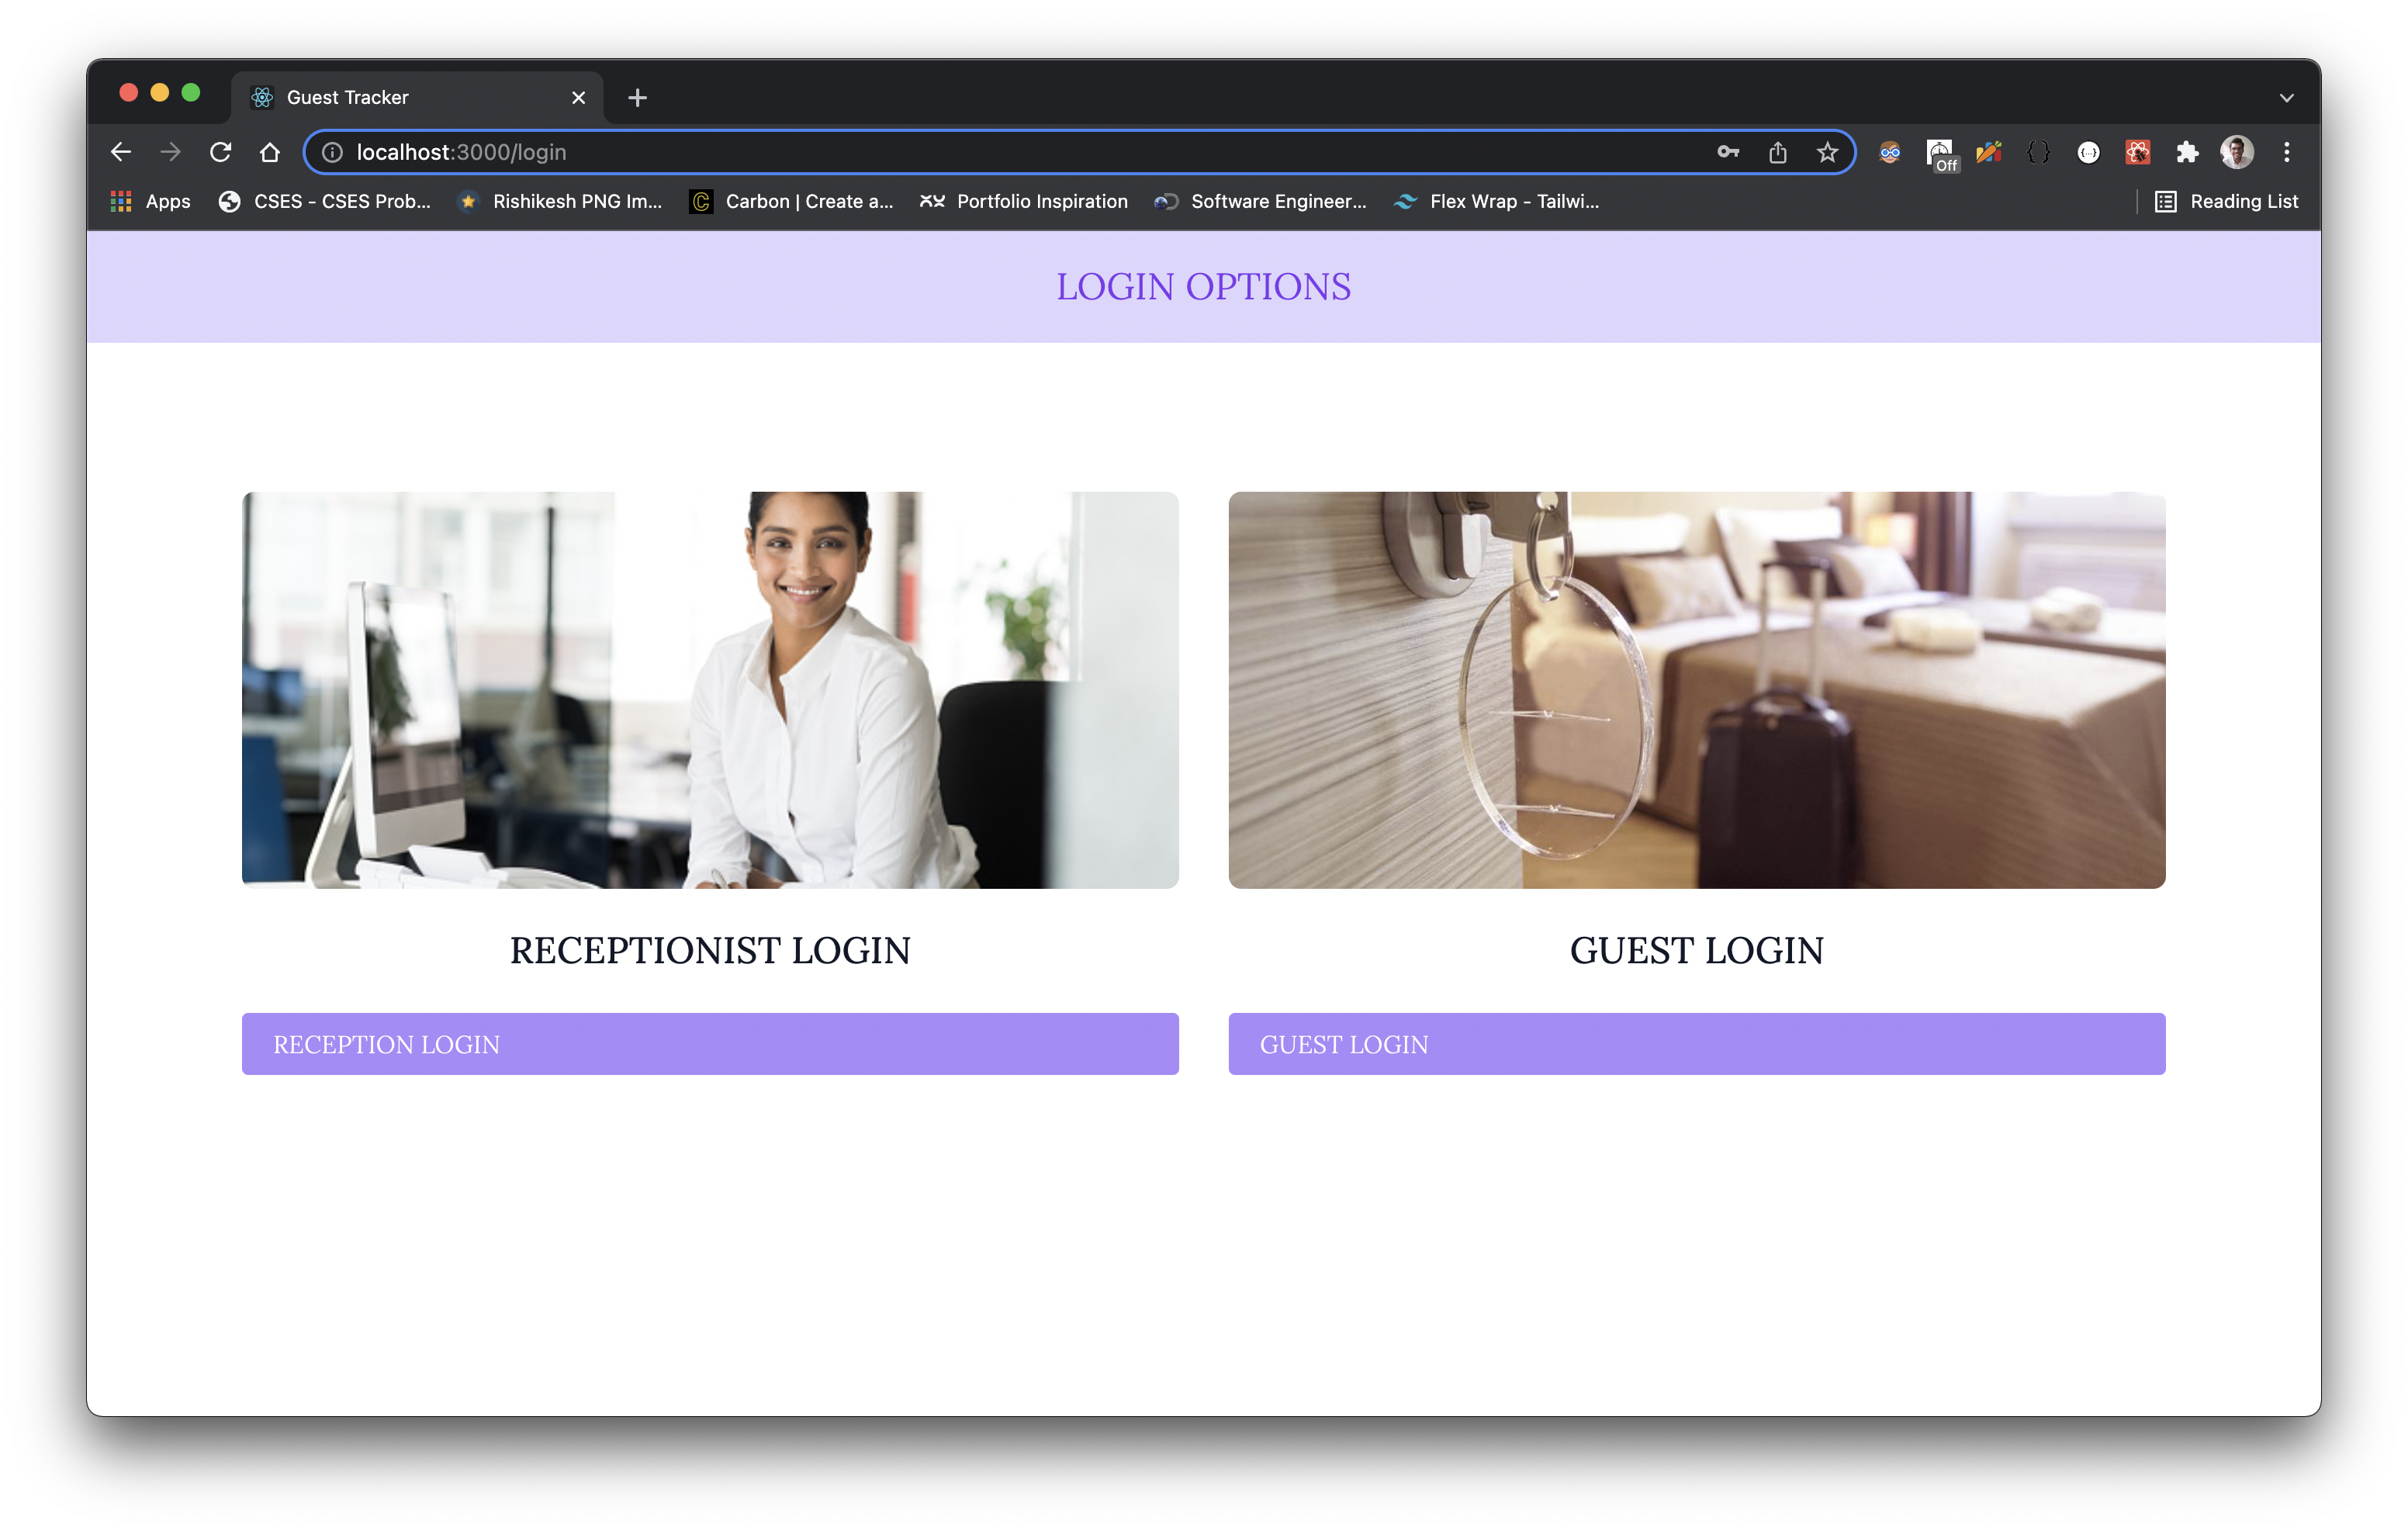 Guest Tracker
localhost:3000/login
Off
Apps
CSES - CSES Prob...
Rishikesh PNG Im...
Carbon | Create a...
Portfolio Inspiration
Software Engineer...
Flex Wrap - Tailwi...
Reading List
LOGIN OPTIONS
RECEPTIONIST LOGIN
GUEST LOGIN
RECEPTION LOGIN
GUEST LOGIN